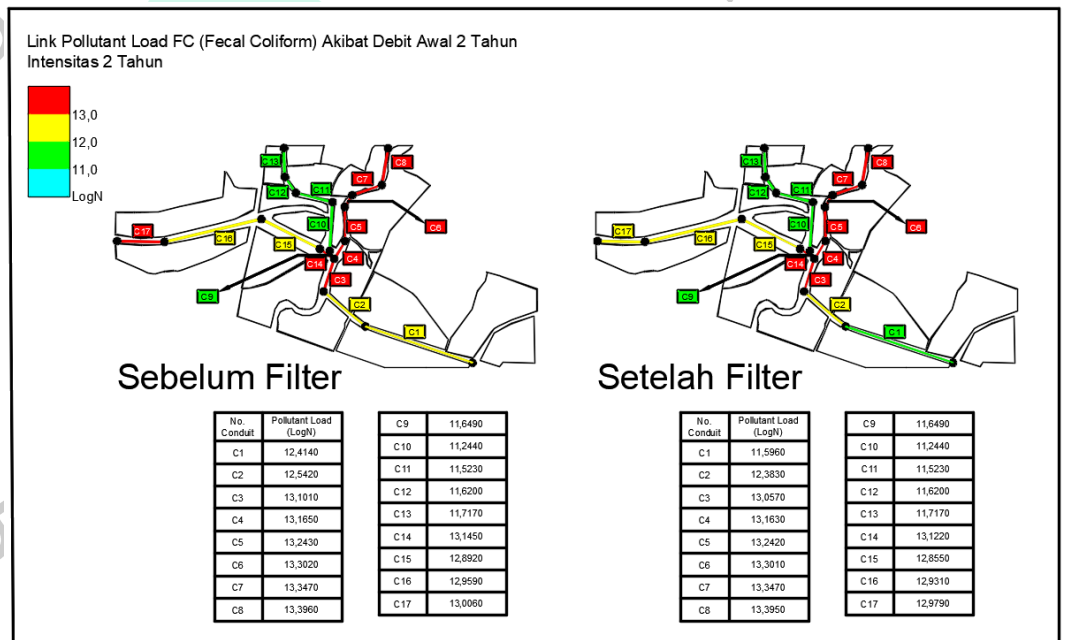 Link Pollutant Load FC (Fecal Coliform) Akibat Debit Awal 2 Tahun
Intensitas 2 Tahun
13,0
12,0
11,0
LogN
C13
C12
C11
C10
C7
C8
C5
C6
C17
C16
C15
C14
C4
C3
C9
C2
C1
Sebelum Filter
C13
C12
C11
C10
C7
C8
C5
C6
C17
C16
C15
C14
C4
C3
C9
C2
C1
Setelah Filter
No. Conduit Pollutant Load (LogN)
C1 12,4140
C2 12,5420
C3 13,1010
C4 13,1650
C5 13,2430
C6 13,3020
C7 13,3470
C8 13,3960
C9 11,6490
C10 11,2440
C11 11,5230
C12 11,6200
C13 11,7170
C14 13,1450
C15 12,8920
C16 12,9590
C17 13,0060
No. Conduit Pollutant Load (LogN)
C1 11,5960
C2 12,3830
C3 13,0570
C4 13,1630
C5 13,2420
C6 13,3010
C7 13,3470
C8 13,3950
C9 11,6490
C10 11,2440
C11 11,5230
C12 11,6200
C13 11,7170
C14 13,1220
C15 12,8550
C16 12,9310
C17 12,9790